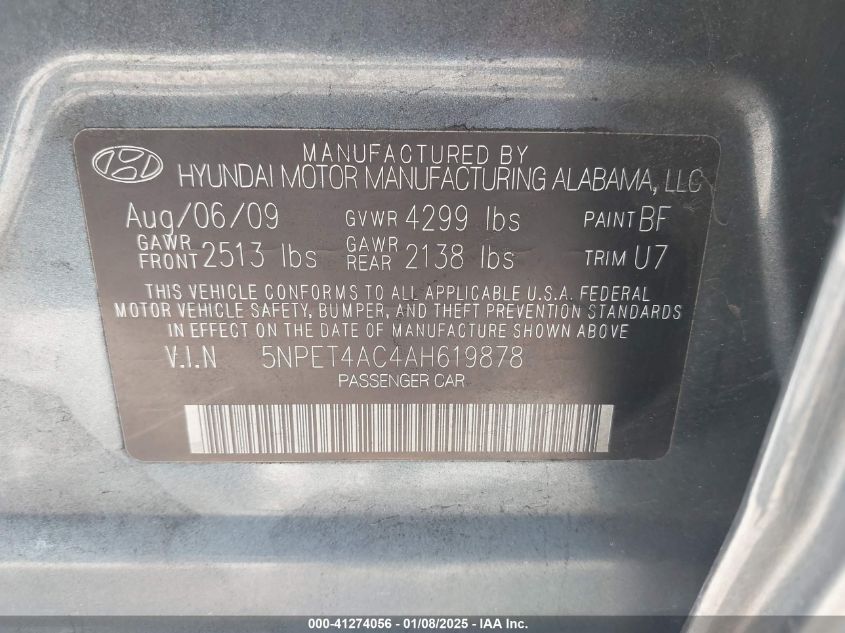 MANUFACTURED BY
HYUNDAI MOTOR MANUFACTURING ALABAMA, LLC
Aug/06/09 GVWR 4299 lbs PAINT BF
GAWR FRONT 2513 lbs GAWR REAR 2138 lbs TRIM U7
THIS VEHICLE CONFORMS TO ALL APPLICABLE U.S.A. FEDERAL
MOTOR VEHICLE SAFETY, BUMPER, AND THEFT PREVENTION STANDARDS
IN EFFECT ON THE DATE OF MANUFACTURE SHOWN ABOVE
V.I.N 5NPET4AC4AH619878
PASSENGER CAR
000-41274056 - 01/08/2025 - IAA Inc.